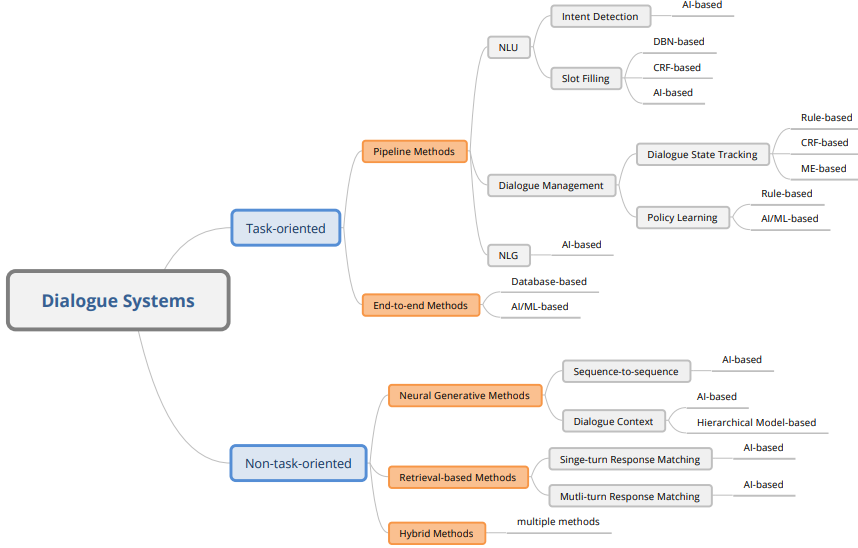 AI-based
Intent Detection
NLU
DBN-based
CRF-based
Slot Filling
AI-based
Rule-based
CRF-based
Pipeline Methods
Dialogue State Tracking
ME-based
Dialogue Management
Rule-based
Policy Learning
AI/ML-based
Task-oriented
NLG
AI-based
Database-based
Dialogue Systems
End-to-end Methods
AI/ML-based
AI-based
Sequence-to-sequence
Neural Generative Methods
AI-based
Dialogue Context
Hierarchical Model-based
AI-based
Non-task-oriented
Singe-turn Response Matching
Retrieval-based Methods
AI-based
Mutli-turn Response Matching
multiple methods
Hybrid Methods